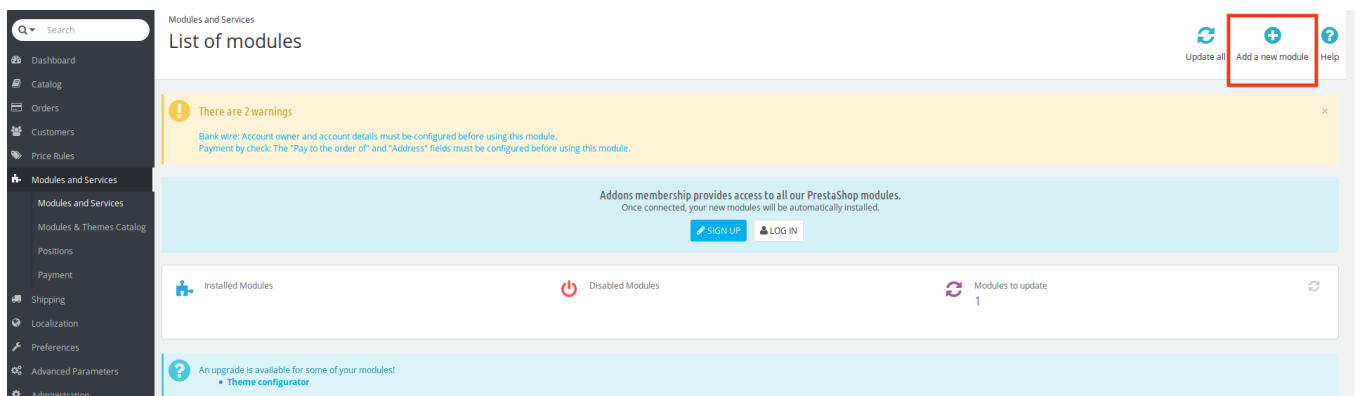 Search
Dashboard
Catalog
Orders
Customers
Price Rules
Modules and Services
Modules and Services
Modules & Themes Catalog
Positions
Payment
Shipping
Localization
Preferences
Advanced Parameters
Administration
Modules and Services
List of modules
Update all
Add a new module
Help
There are 2 warnings
Bank wire: Account owner and account details must be configured before using this module.
Payment by check: The "Pay to the order of" and "Address" fields must be configured before using this module.
Addons membership provides access to all our PrestaShop modules.
Once connected, your new modules will be automatically installed.
SIGN UP
LOG IN
Installed Modules
Disabled Modules
Modules to update
1
An upgrade is available for some of your modules!
Theme configurator